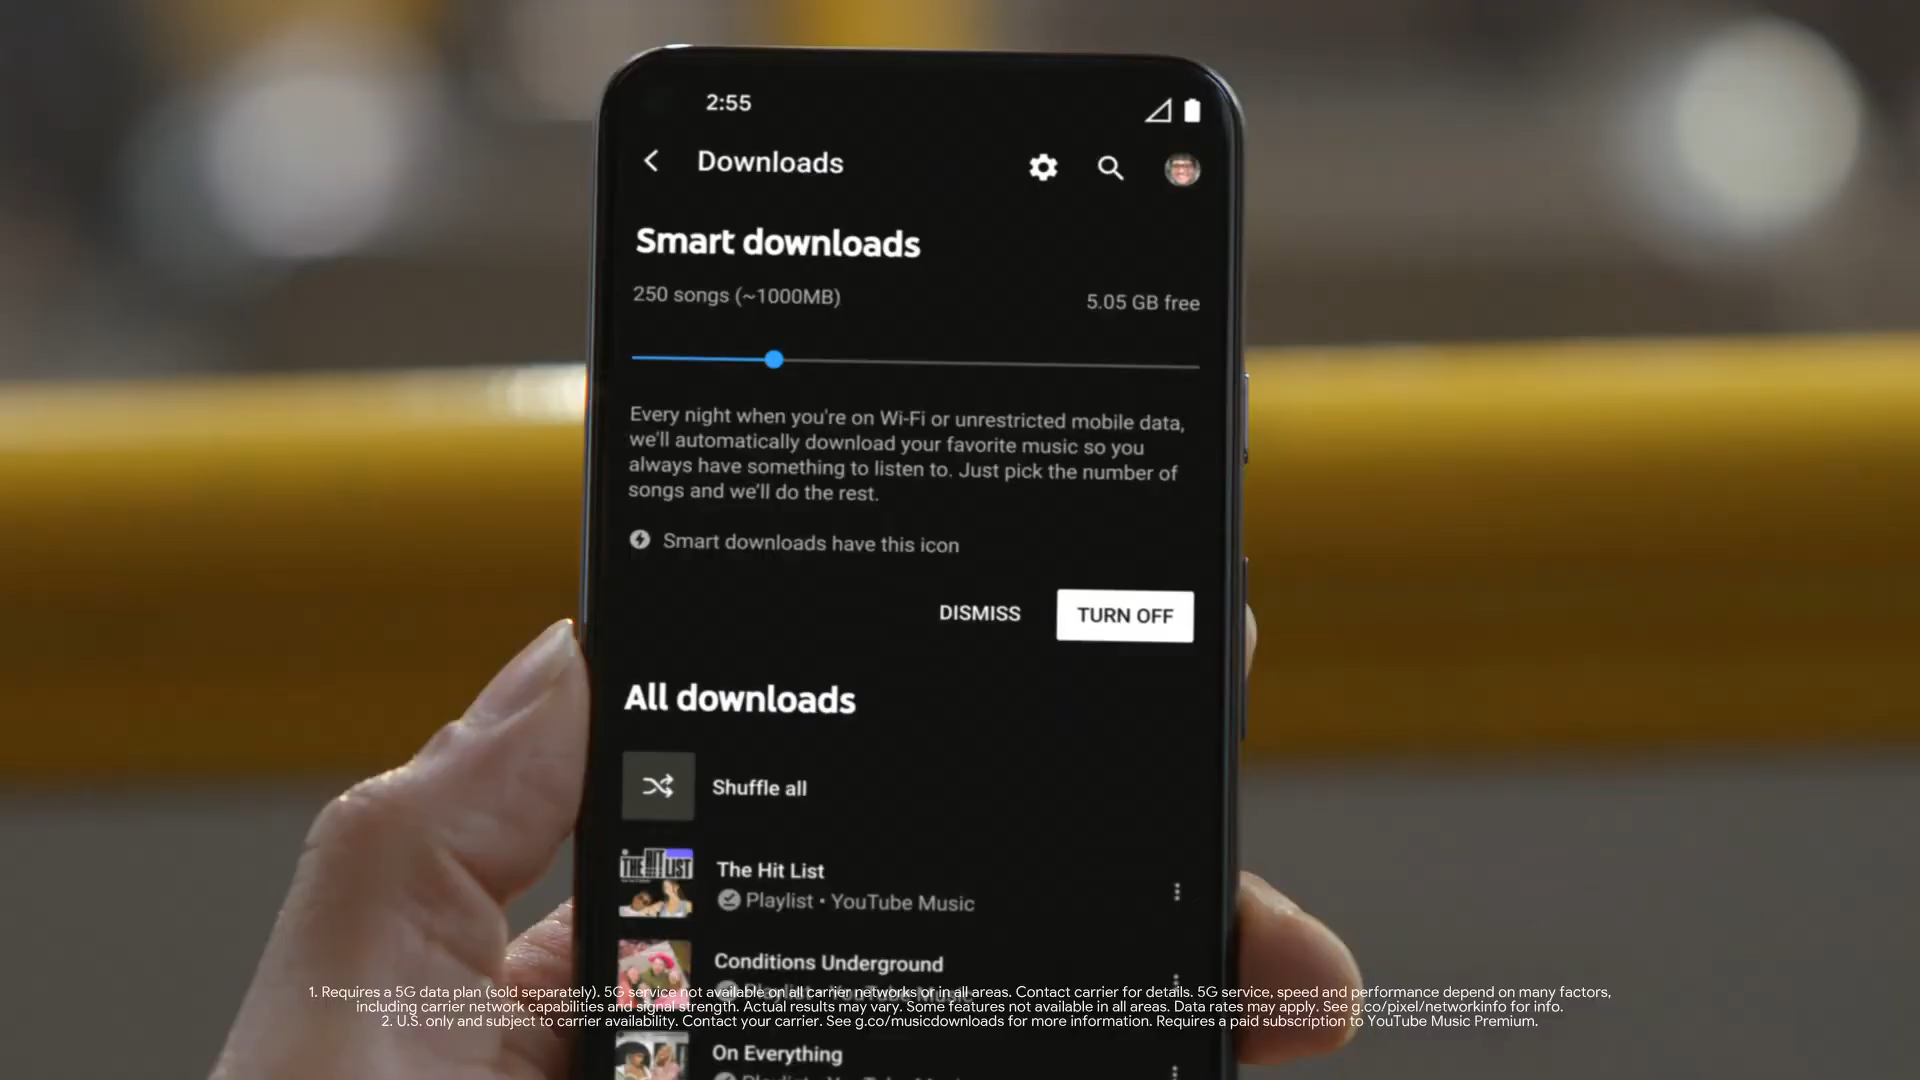 2:55
Downloads
Smart downloads
250 songs (~1000MB)
5.05 GB free
Every night when you're on Wi-Fi or unrestricted mobile data,
we'll automatically download your favorite music so you
always have something to listen to. Just pick the number of
songs and we'll do the rest.
Smart downloads have this icon
DISMISS
TURN OFF
All downloads
Shuffle all
THE HIT LIST
The Hit List
Playlist • YouTube Music
Conditions Underground
Playlist • YouTube Music
1. Requires a 5G data plan (sold separately). 5G service not available on all carrier networks or in all areas. Contact carrier for details. 5G service, speed and performance depend on many factors,
including carrier network capabilities and signal strength. Actual results may vary. Some features not available in all areas. Data rates may apply. See g.co/pixel/networkinfo for info.
2. U.S. only and subject to carrier availability. Contact your carrier. See g.co/musicdownloads for more information. Requires a paid subscription to YouTube Music Premium.
On Everything